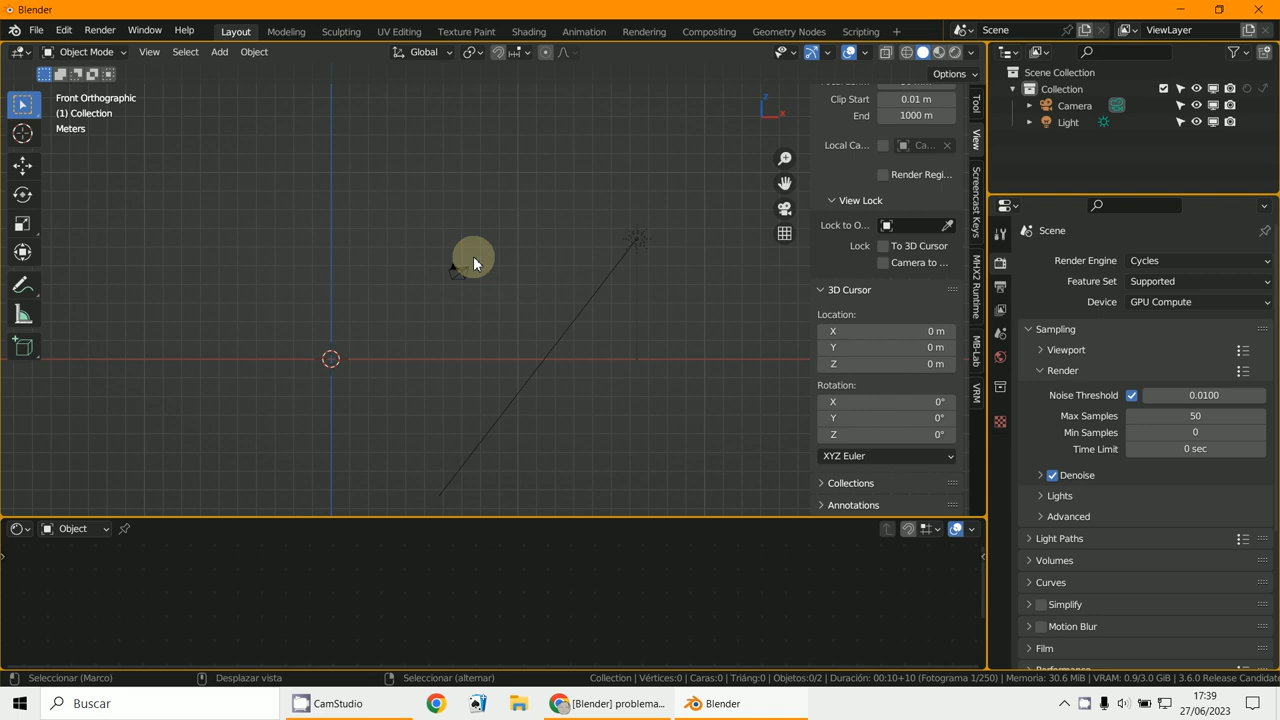 Blender
File Edit Render Window Help Layout Modeling Sculpting UV Editing Texture Paint Shading Animation Rendering Compositing Geometry Nodes Scripting + Scene ViewLayer
Object Mode View Select Add Object Global
Options
Front Orthographic
(1) Collection
Meters
Z
X
Clip Start 0.01 m
End 1000 m
Local Ca... Ca...
Render Regi...
View Lock
Lock to O...
Lock To 3D Cursor
Camera to ...
3D Cursor
Location:
X 0 m
Y 0 m
Z 0 m
Rotation:
X 0°
Y 0°
Z 0°
XYZ Euler
Collections
Annotations
Tool
View
Screencast Keys
MHX2 Runtime
MB-Lab
VRM
Scene Collection
Collection
Camera
Light
Scene
Render Engine Cycles
Feature Set Supported
Device GPU Compute
Sampling
Viewport
Render
Noise Threshold 0.0100
Max Samples 50
Min Samples 0
Time Limit 0 sec
Denoise
Lights
Advanced
Light Paths
Volumes
Curves
Simplify
Motion Blur
Film
Object
Seleccionar (Marco) Desplazar vista Seleccionar (alternar) Collection | Vértices:0 | Caras:0 | Triáng:0 | Objetos:0/2 | Duración: 00:10+10 (Fotograma 1/250) | Memoria: 30.6 MiB | VRAM: 0.9/3.0 GiB | 3.6.0 Release Candidate
Buscar CamStudio [Blender] problema... Blender 17:39
27/06/2023